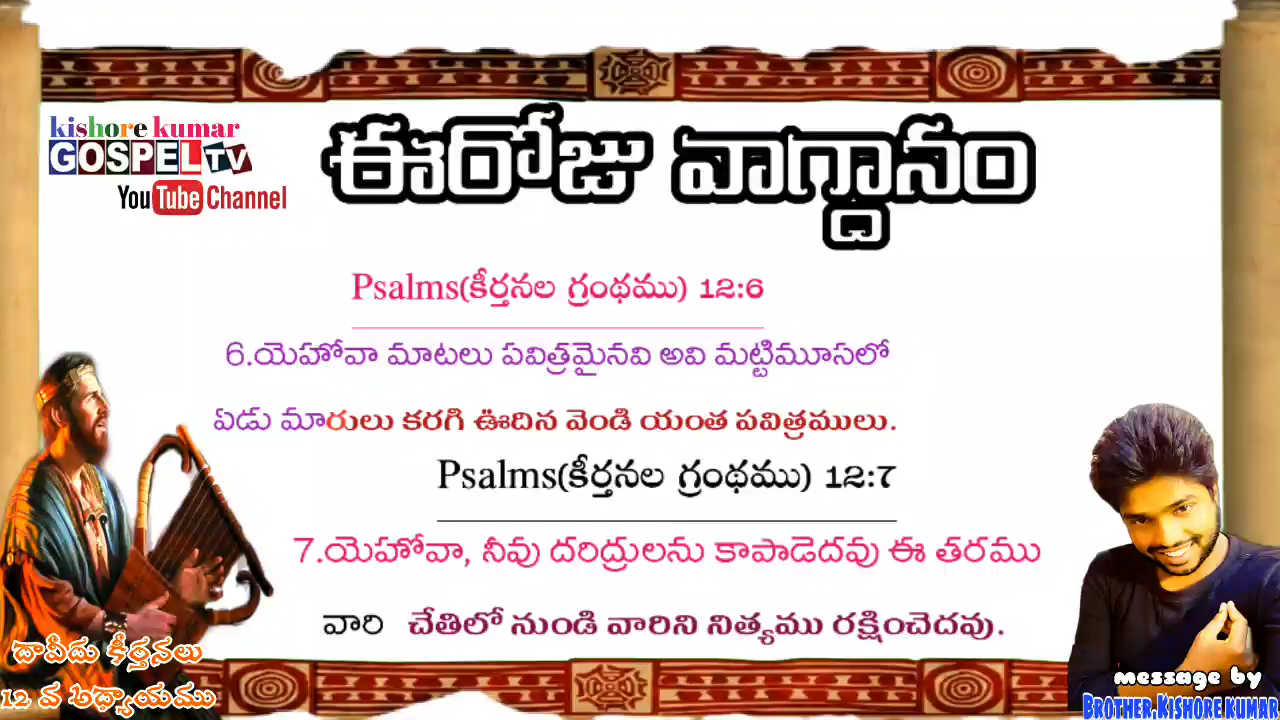 kishore kumar
GOSPEL TV
YouTube Channel
ఈరోజు వాగ్దానం
Psalms(కీర్తనల గ్రంథము) 12:6
6.యెహోవా మాటలు పవిత్రమైనవి అవి మట్టిమూసలో
ఏడు మారులు కరగి ఊదిన వెండి యంత పవిత్రములు.
Psalms(కీర్తనల గ్రంథము) 12:7
7.యెహోవా, నీవు దరిద్రులను కాపాడెదవు ఈ తరము
వారి చేతిలో నుండి వారిని నిత్యము రక్షించెదవు.
దావీదు కీర్తనలు
12 వ అధ్యాయము
message by
BROTHER.KISHORE KUMAR